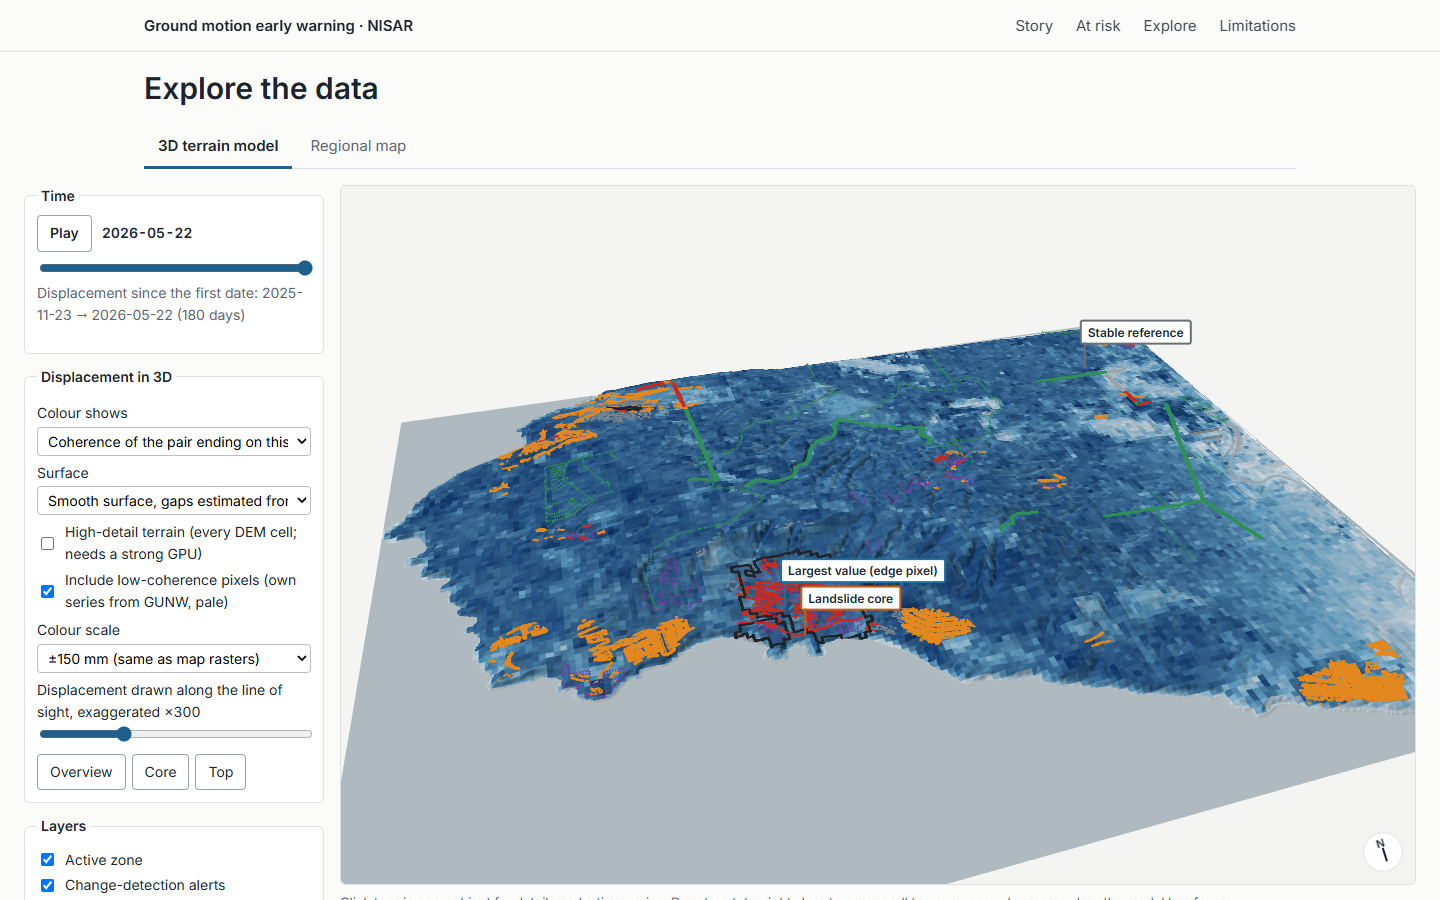 Ground motion early warning · NISAR
Story
At risk
Explore
Limitations
Explore the data
3D terrain model
Regional map
Time
Play
2026-05-22
Displacement since the first date: 2025-
11-23 → 2026-05-22 (180 days)
Displacement in 3D
Colour shows
Coherence of the pair ending on this
Surface
Smooth surface, gaps estimated fror
High-detail terrain (every DEM cell;
needs a strong GPU)
Include low-coherence pixels (own
series from GUNW, pale)
Colour scale
±150 mm (same as map rasters)
Displacement drawn along the line of
sight, exaggerated ×300
Overview
Core
Top
Layers
Active zone
Change-detection alerts
Stable reference
Largest value (edge pixel)
Landslide core
N